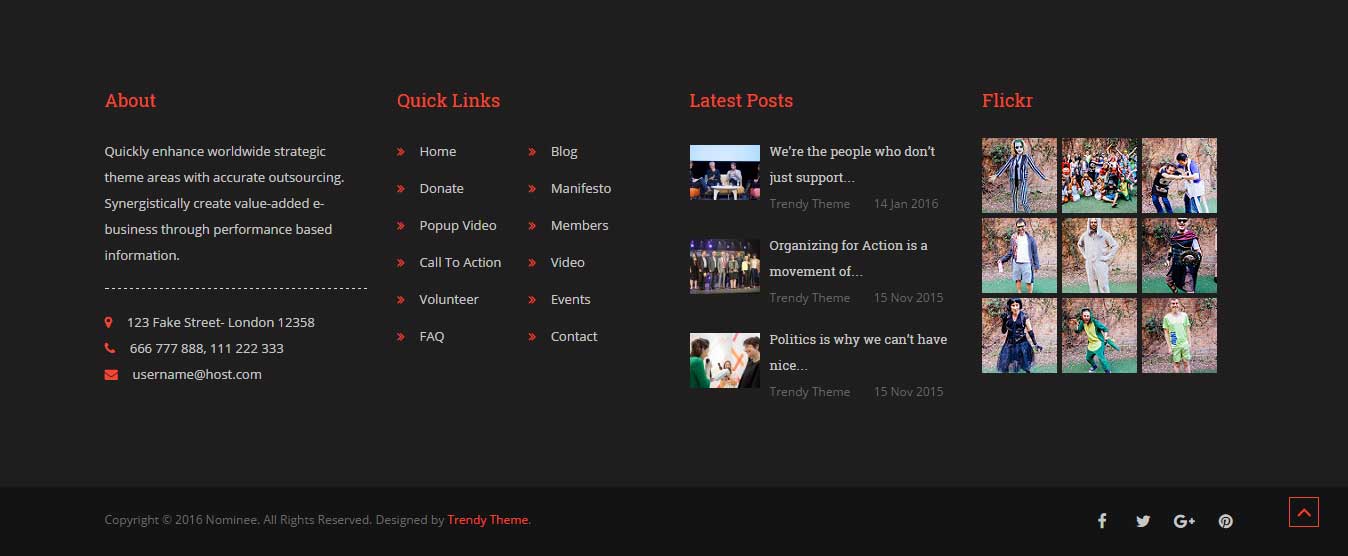 About
Quickly enhance worldwide strategic
theme areas with accurate outsourcing.
Synergistically create value-added e-
business through performance based
information.
123 Fake Street- London 12358
666 777 888, 111 222 333
username@host.com
Quick Links
Home
Donate
Popup Video
Call To Action
Volunteer
FAQ
Blog
Manifesto
Members
Video
Events
Contact
Latest Posts
We're the people who don't
just support...
Trendy Theme 14 Jan 2016
Organizing for Action is a
movement of...
Trendy Theme 15 Nov 2015
Politics is why we can't have
nice...
Trendy Theme 15 Nov 2015
Flickr
Copyright © 2016 Nominee. All Rights Reserved. Designed by Trendy Theme.